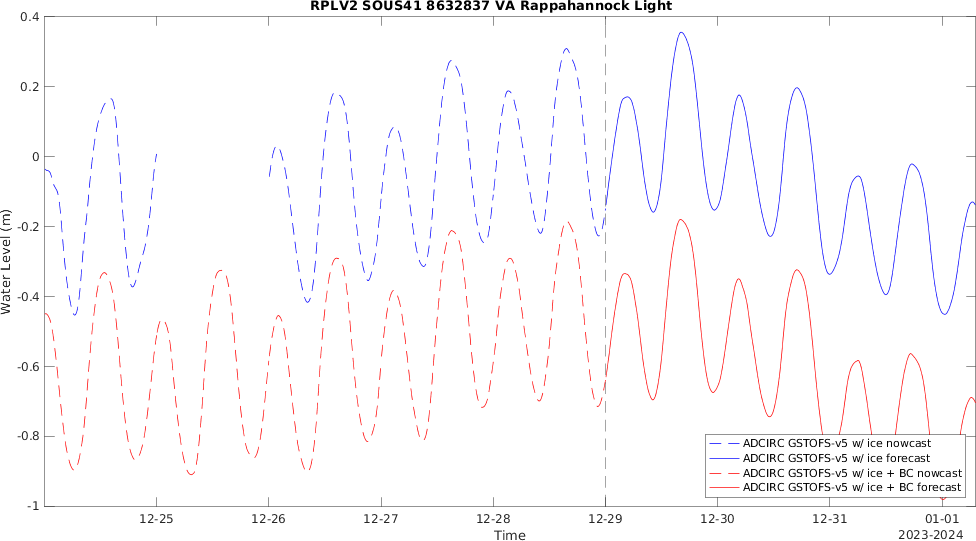 RPLV2 SOUS41 8632837 VA Rappahannock Light
0.4
0.2
0
-0.2
-0.4
-0.6
-0.8
-1
Water Level (m)
12-25
12-26
12-27
12-28
12-29
12-30
12-31
01-01
Time
2023-2024
ADCIRC GSTOFS-v5 w/ ice nowcast
ADCIRC GSTOFS-v5 w/ ice forecast
ADCIRC GSTOFS-v5 w/ ice + BC nowcast
ADCIRC GSTOFS-v5 w/ ice + BC forecast